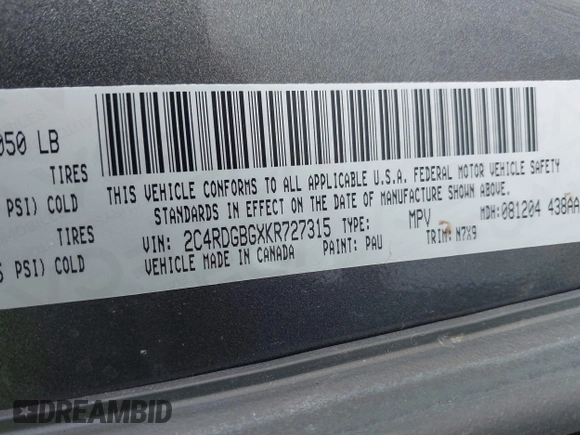 050 LB
TIRES
PSI) COLD
TIRES
PSI) COLD
THIS VEHICLE CONFORMS TO ALL APPLICABLE U.S.A. FEDERAL MOTOR VEHICLE SAFETY
STANDARDS IN EFFECT ON THE DATE OF MANUFACTURE SHOWN ABOVE.
VIN: 2C4RDGBGXKR727315 TYPE: MPV MDH:081204 438AA
VEHICLE MADE IN CANADA PAINT: PAU TRIM: N7X9
DREAMBID